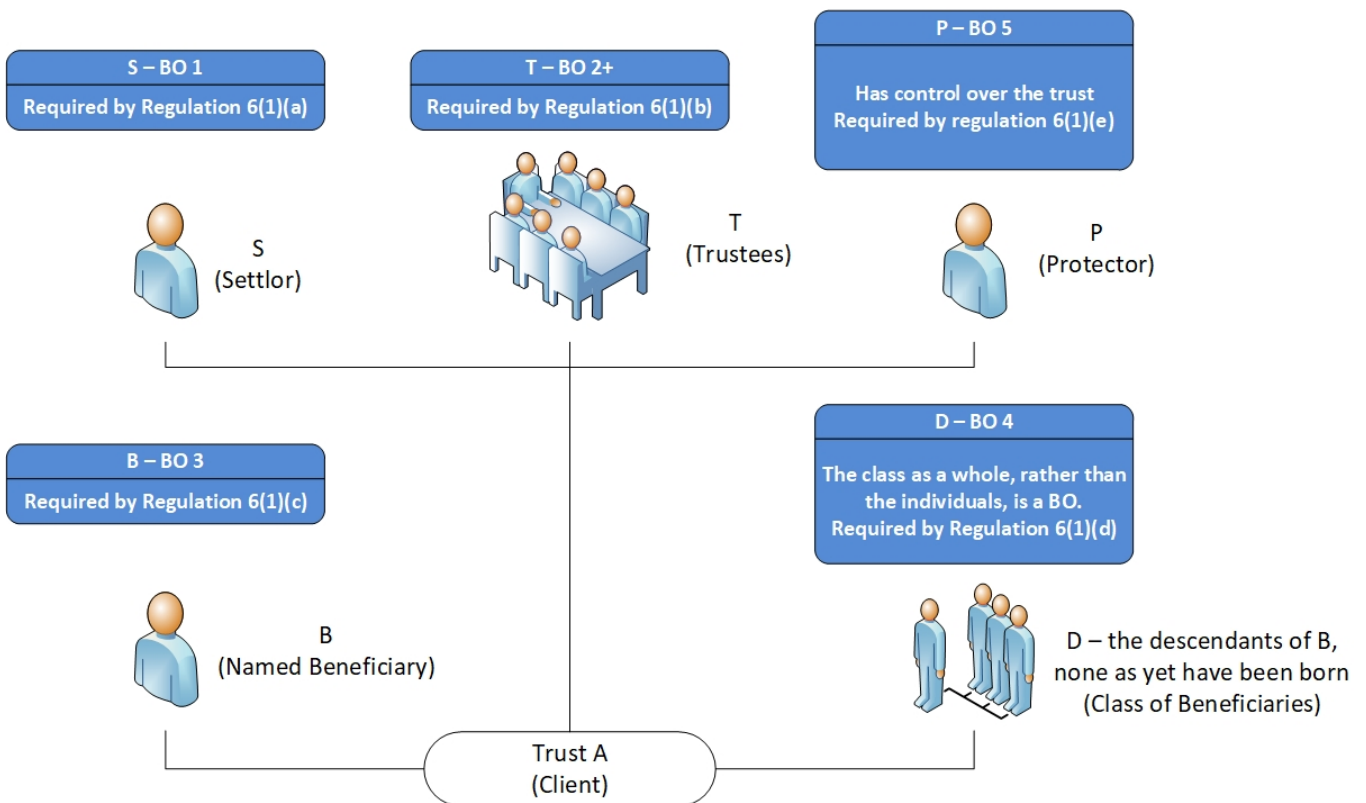 S – BO 1
Required by Regulation 6(1)(a)
T – BO 2+
Required by Regulation 6(1)(b)
P – BO 5
Has control over the trust
Required by regulation 6(1)(e)
S
(Settlor)
T
(Trustees)
P
(Protector)
B – BO 3
Required by Regulation 6(1)(c)
D – BO 4
The class as a whole, rather than
the individuals, is a BO.
Required by Regulation 6(1)(d)
B
(Named Beneficiary)
D – the descendants of B,
none as yet have been born
(Class of Beneficiaries)
Trust A
(Client)